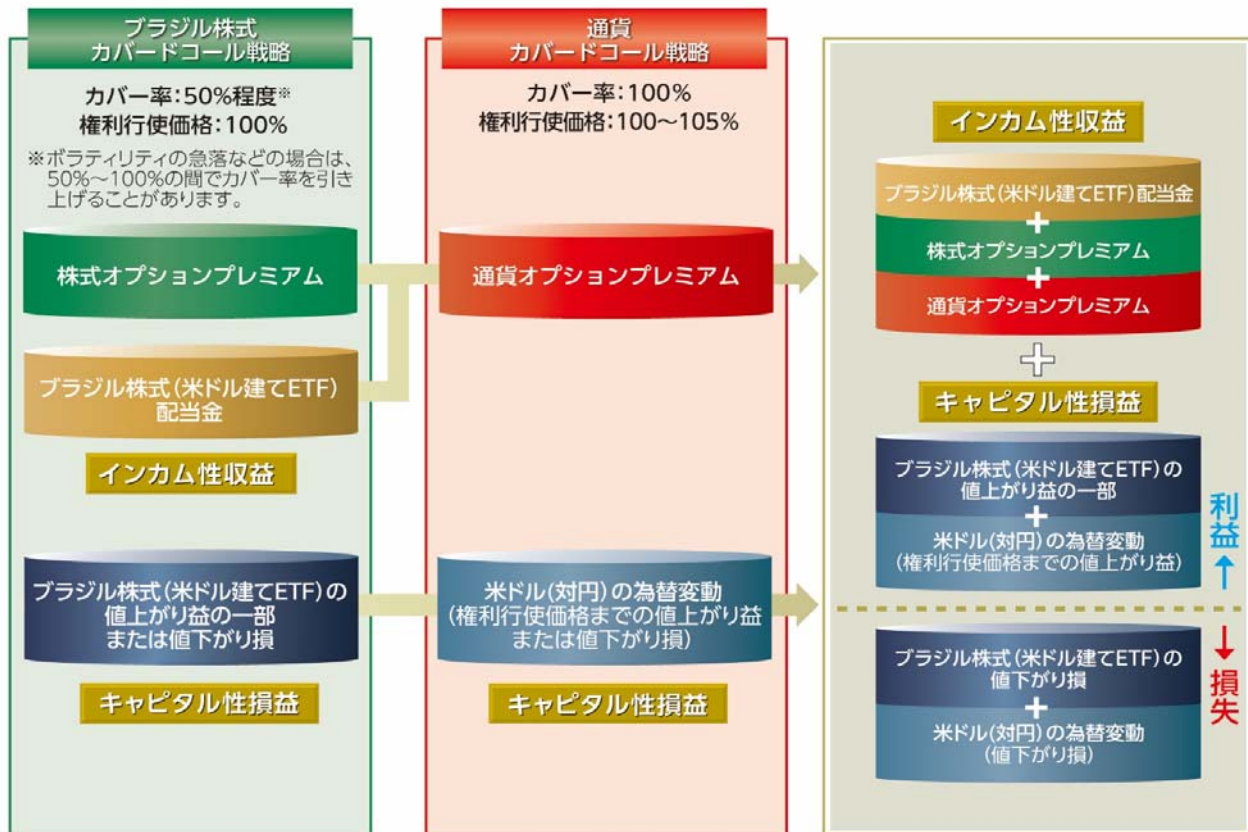 ブラジル株式
カバードコール戦略
カバー率：50%程度※
権利行使価格：100%
※ボラティリティの急落などの場合は、
50%～100%の間でカバー率を引き
上げることがあります。
株式オプションプレミアム
ブラジル株式（米ドル建てETF）
配当金
インカム性収益
ブラジル株式（米ドル建てETF）の
値上がり益の一部
または値下がり損
キャピタル性損益
通貨
カバードコール戦略
カバー率：100%
権利行使価格：100～105%
通貨オプションプレミアム
米ドル（対円）の為替変動
（権利行使価格までの値上がり益
または値下がり損）
キャピタル性損益
インカム性収益
ブラジル株式（米ドル建てETF）配当金
+
株式オプションプレミアム
+
通貨オプションプレミアム
+
キャピタル性損益
ブラジル株式（米ドル建てETF）の
値上がり益の一部
+
米ドル（対円）の為替変動
（権利行使価格までの値上がり益）
利益↑
ブラジル株式（米ドル建てETF）の
値下がり損
+
米ドル（対円）の為替変動
（値下がり損）
↓損失